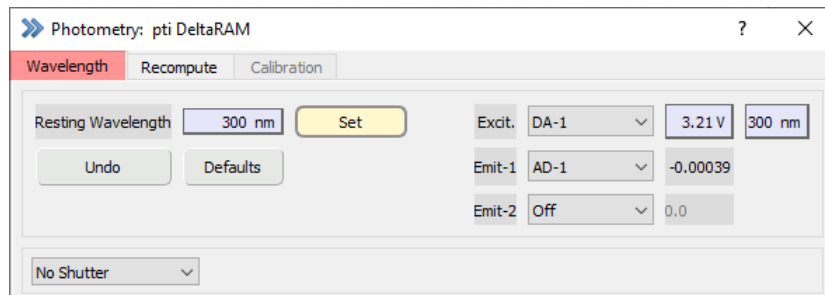 Photometry: pti DeltaRAM ?
Wavelength Recompute Calibration
Resting Wavelength 300 nm Set Excit. DA-1 3.21 V 300 nm
Undo Defaults Emit-1 AD-1 -0.00039
Emit-2 Off 0.0
No Shutter